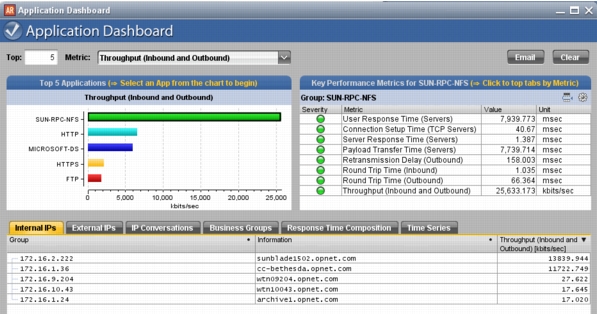 AR Application Dashboard
Application Dashboard
Top: 5 Metric: Throughput (Inbound and Outbound) Email Clear
Top 5 Applications (⇒ Select an App from the chart to begin)
Throughput (Inbound and Outbound)
SUN-RPC-NFS
HTTP
MICROSOFT-DS
HTTPS
FTP
0 5,000 10,000 15,000 20,000 25,000
kbits/sec
Key Performance Metrics for SUN-RPC-NFS (⇒ Click to top tabs by Metric)
Group: SUN-RPC-NFS
Severity Metric Value Unit
User Response Time (Servers) 7,939.773 msec
Connection Setup Time (TCP Servers) 40.67 msec
Server Response Time (Servers) 1.387 msec
Payload Transfer Time (Servers) 7,739.714 msec
Retransmission Delay (Outbound) 158.003 msec
Round Trip Time (Inbound) 1.035 msec
Round Trip Time (Outbound) 66.364 msec
Throughput (Inbound and Outbound) 25,633.173 kbits/sec
Internal IPs External IPs IP Conversations Business Groups Response Time Composition Time Series
Group Information Throughput (Inbound and
Outbound) [kbits/sec]
172.16.2.222 sunblade1502.opnet.com 13839.944
172.16.1.36 cc-bethesda.opnet.com 11722.749
172.16.9.204 wtn09204.opnet.com 27.622
172.16.10.43 wtn10043.opnet.com 17.645
172.16.1.24 archive1.opnet.com 17.020